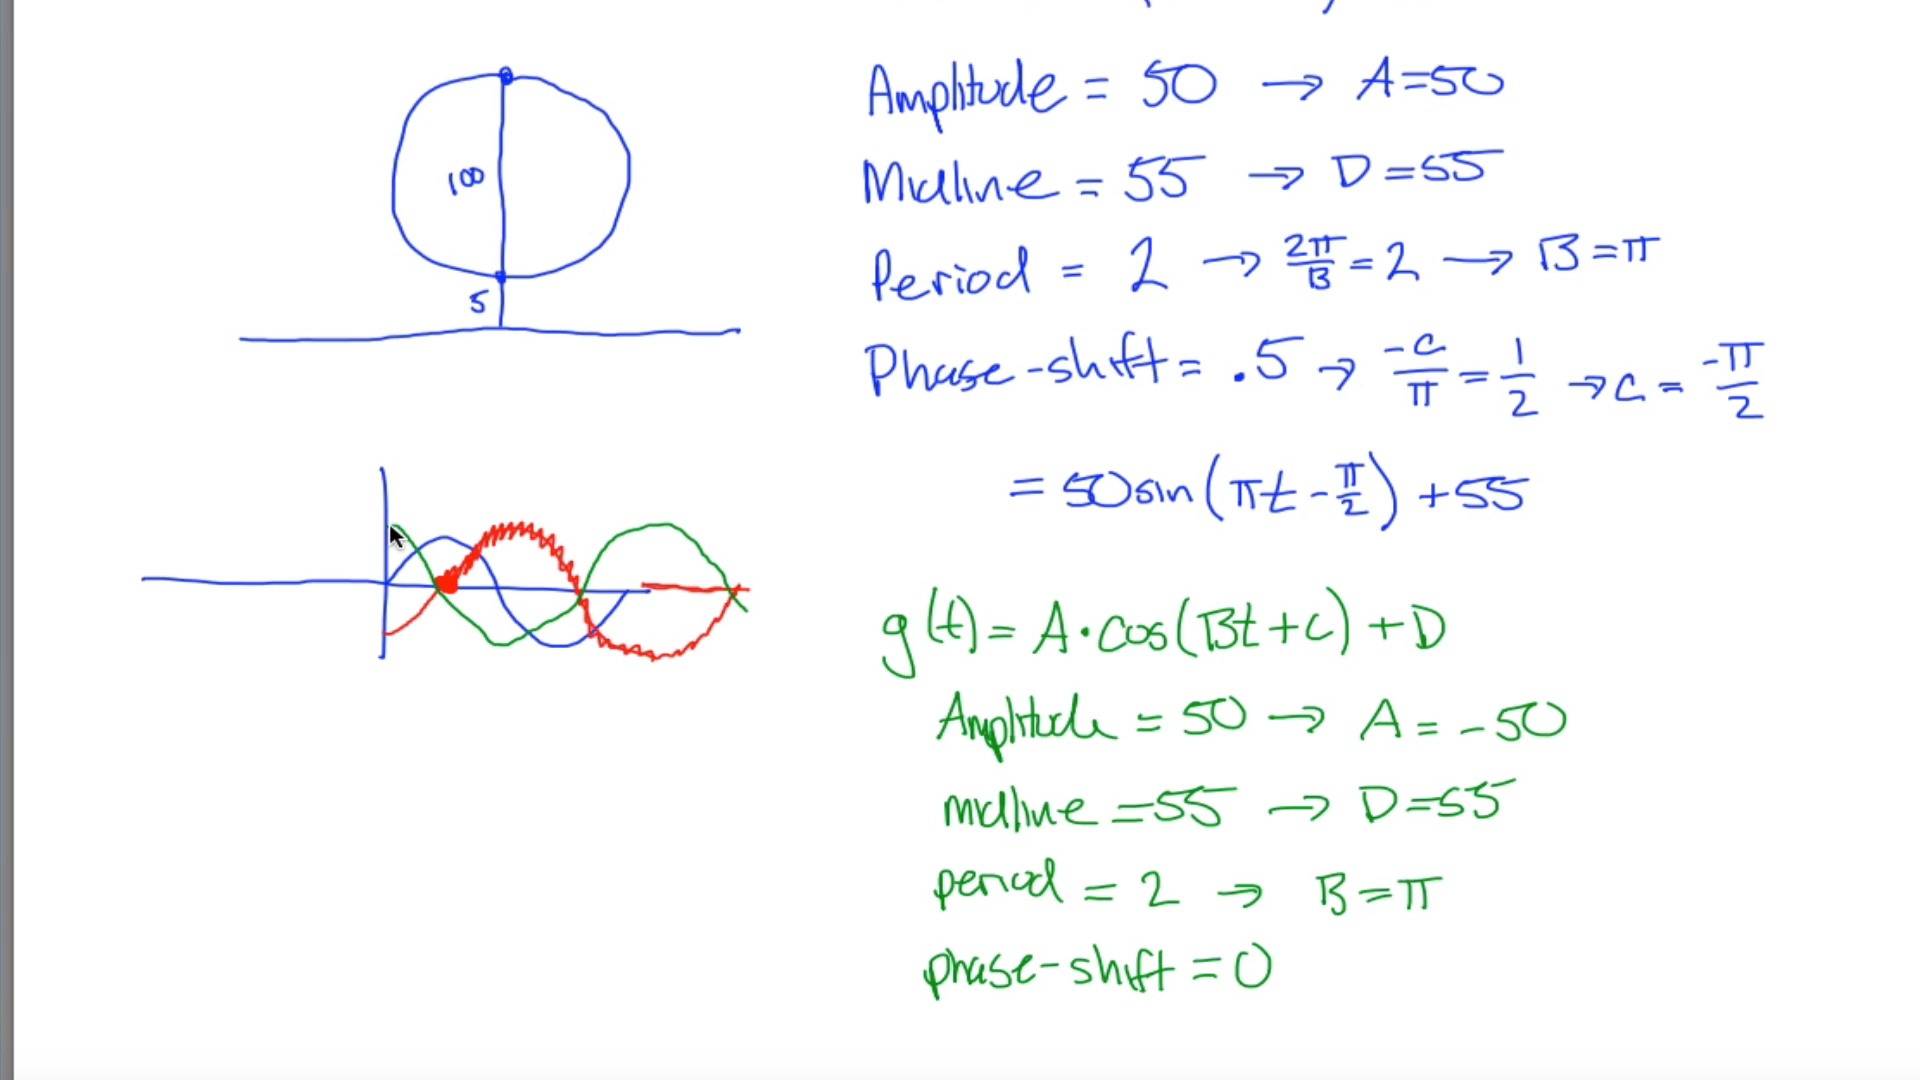 100
5
Amplitude = 50 → A=50
Midline = 55 → D=55
Period = 2 → 2π/B = 2 → B=π
Phase-shift = .5 → -C/π = 1/2 → C = -π/2
= 50sin(πt - π/2) + 55
g(t) = A·cos(Bt+C) + D
Amplitude = 50 → A = -50
midline = 55 → D=55
period = 2 → B=π
phase-shift = 0